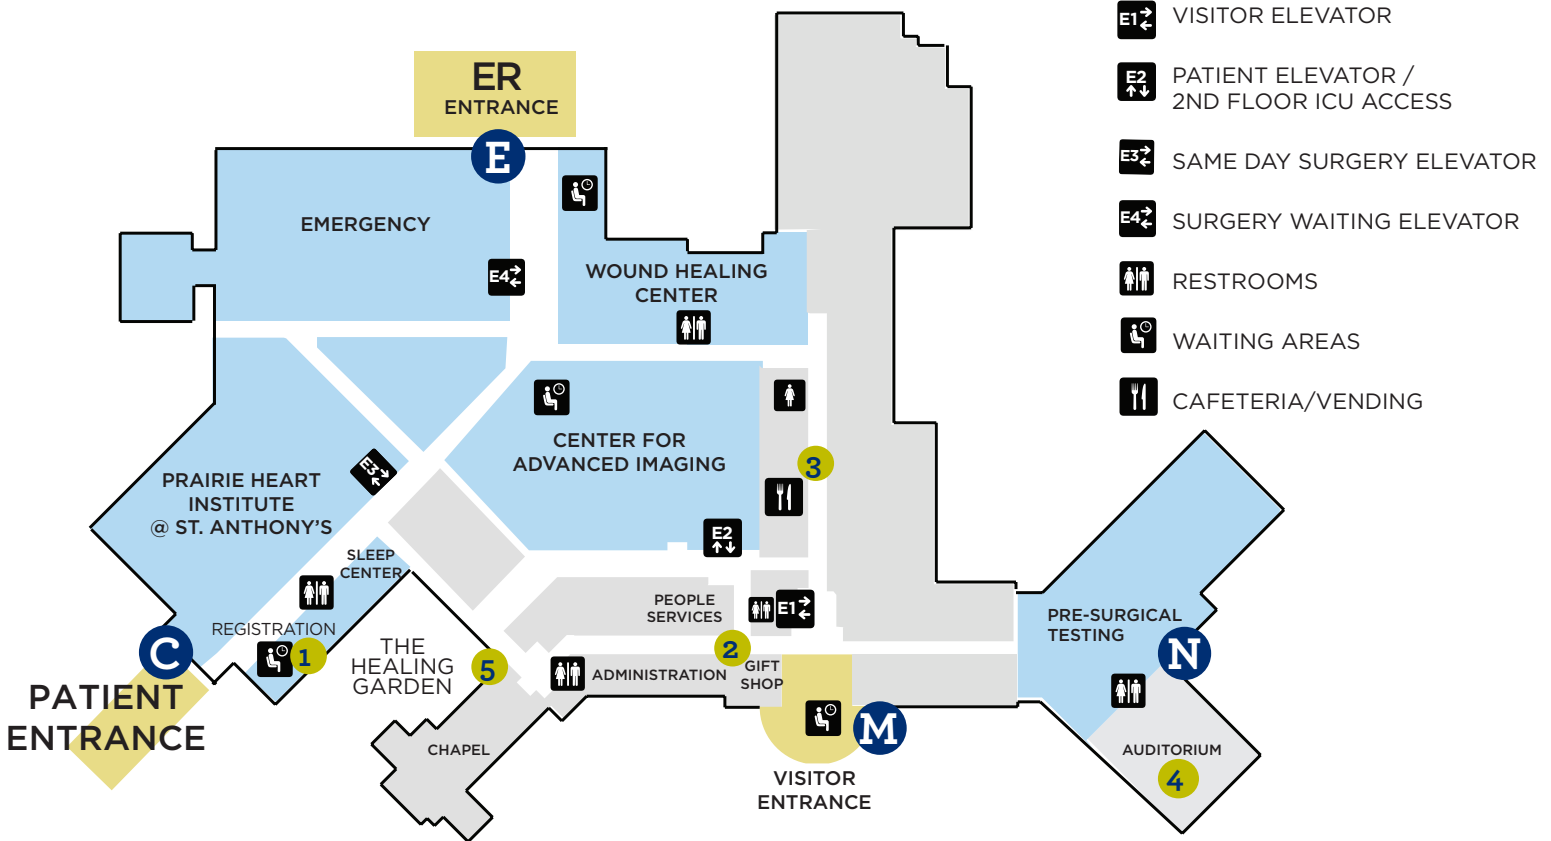 ER
ENTRANCE
E
EMERGENCY
E4
WOUND HEALING
CENTER
CENTER FOR
ADVANCED IMAGING
3
E3
PRAIRIE HEART
INSTITUTE
@ ST. ANTHONY'S
E2
SLEEP
CENTER
REGISTRATION
1
C
PATIENT
ENTRANCE
THE
HEALING
GARDEN
5
PEOPLE
SERVICES
E1
2
ADMINISTRATION
GIFT
SHOP
CHAPEL
M
VISITOR
ENTRANCE
PRE-SURGICAL
TESTING
N
AUDITORIUM
4
E1 VISITOR ELEVATOR
E2 PATIENT ELEVATOR /
2ND FLOOR ICU ACCESS
E3 SAME DAY SURGERY ELEVATOR
E4 SURGERY WAITING ELEVATOR
RESTROOMS
WAITING AREAS
CAFETERIA/VENDING